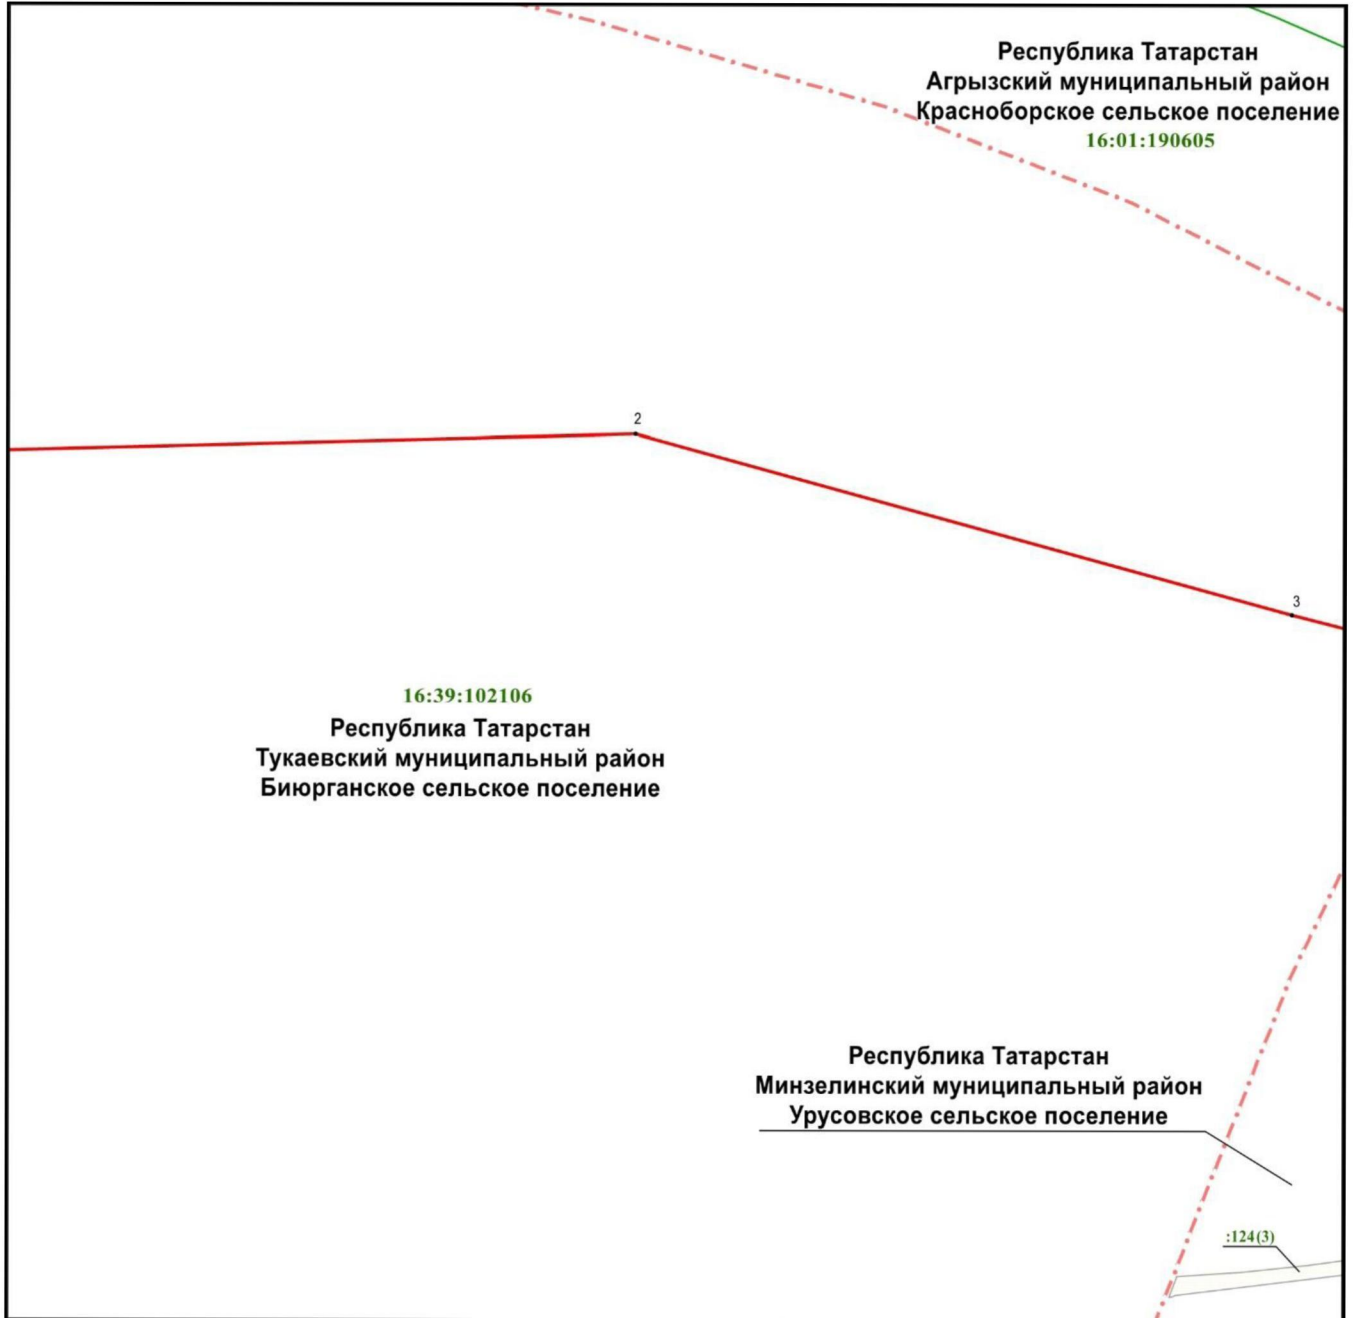 Республика Татарстан
Агрызский муниципальный район
Красноборское сельское поселение
16:01:190605
2
3
16:39:102106
Республика Татарстан
Тукаевский муниципальный район
Биюрганское сельское поселение
Республика Татарстан
Минзелинский муниципальный район
Урусовское сельское поселение
:124(3)